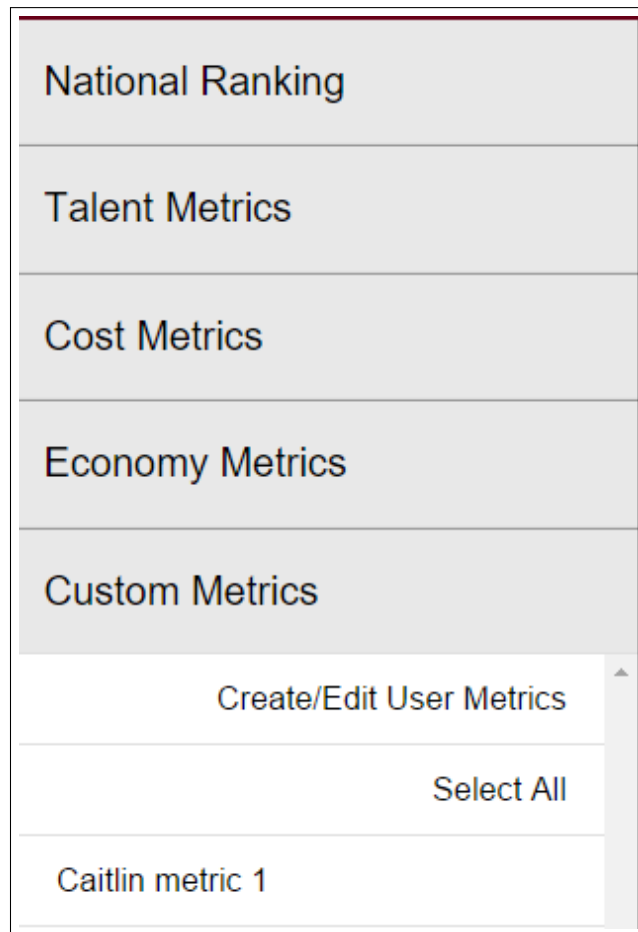 National Ranking
Talent Metrics
Cost Metrics
Economy Metrics
Custom Metrics
Create/Edit User Metrics
Select All
Caitlin metric 1